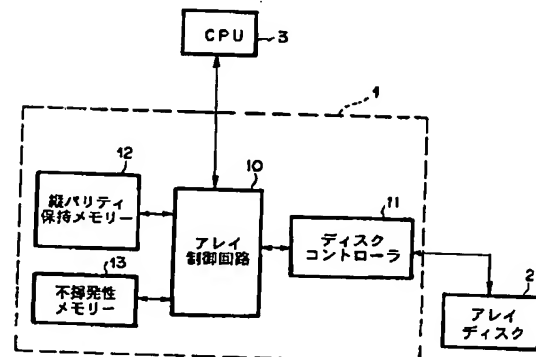 CPU
3
1
12
縦パリティ
保持メモリー
10
アレイ
制御回路
11
ディスク
コントローラ
13
不揮発性
メモリー
2
アレイ
ディスク